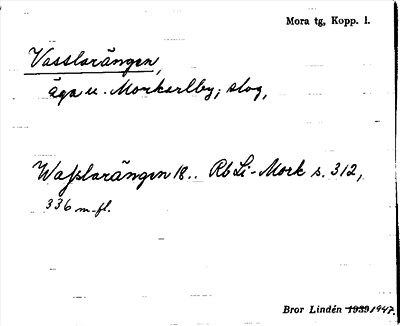 Mora tg, Kopp. l.
Vasslarängen,
äga u. Morkarlby; slog,
Waſslarängen 18.. Rb Li-Mork s. 312,
336 m. fl.
Bror Lindén 1939 1947.